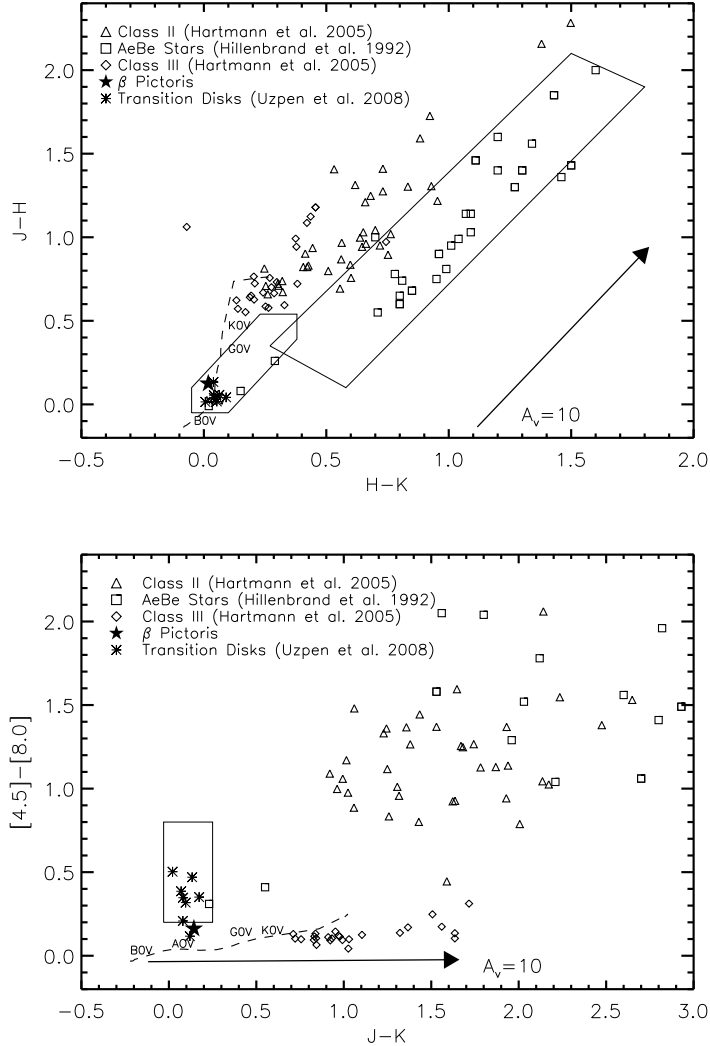 Class II (Hartmann et al. 2005)
AeBe Stars (Hillenbrand et al. 1992)
Class III (Hartmann et al. 2005)
β Pictoris
Transition Disks (Uzpen et al. 2008)
2.0
1.5
1.0
0.5
0.0
J−H
K0V
G0V
B0V
A_v=10
−0.5 0.0 0.5 1.0 1.5 2.0
H−K
Class II (Hartmann et al. 2005)
AeBe Stars (Hillenbrand et al. 1992)
Class III (Hartmann et al. 2005)
β Pictoris
Transition Disks (Uzpen et al. 2008)
2.0
1.5
1.0
0.5
0.0
[4.5]−[8.0]
B0V A0V G0V K0V
A_v=10
−0.5 0.0 0.5 1.0 1.5 2.0 2.5 3.0
J−K